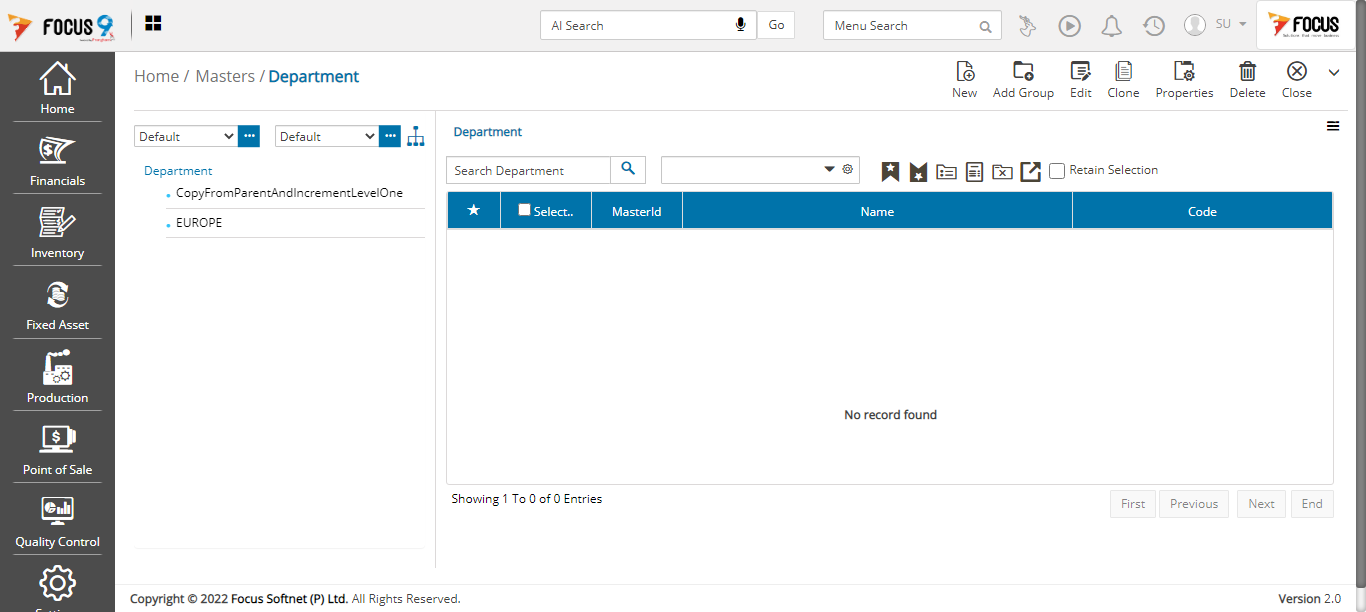 FOCUS 9
AI Search
Go
Menu Search
SU
FOCUS
Home
Financials
Inventory
Fixed Asset
Production
Point of Sale
Quality Control
Home / Masters / Department
New
Add Group
Edit
Clone
Properties
Delete
Close
Default
Default
Department
CopyFromParentAndIncrementLevelOne
EUROPE
Department
Search Department
Retain Selection
Select..
MasterId
Name
Code
No record found
Showing 1 To 0 of 0 Entries
First
Previous
Next
End
Copyright © 2022 Focus Softnet (P) Ltd. All Rights Reserved.
Version 2.0